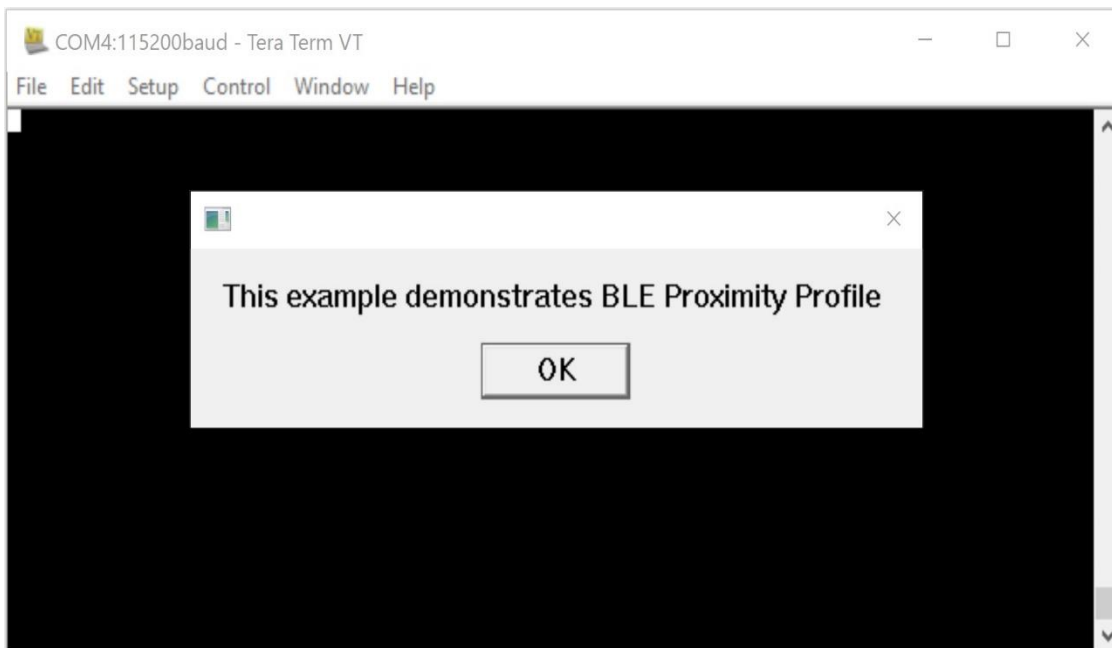 COM4:115200baud - Tera Term VT
File Edit Setup Control Window Help
This example demonstrates BLE Proximity Profile
OK